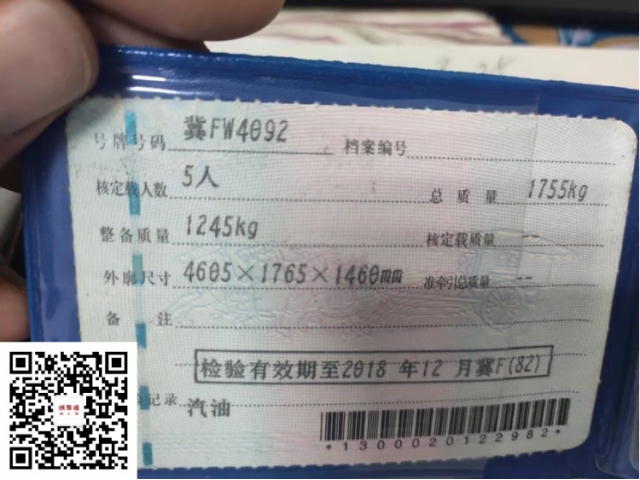 号牌号码 冀FW4092 档案编号
核定载人数 5人 总质量 1755kg
整备质量 1245kg 核定载质量 --
外廓尺寸 4605×1765×1460mm 准牵引总质量 --
备注
检验有效期至2018年12月冀F(82)
记录 汽油
*1300020122982*